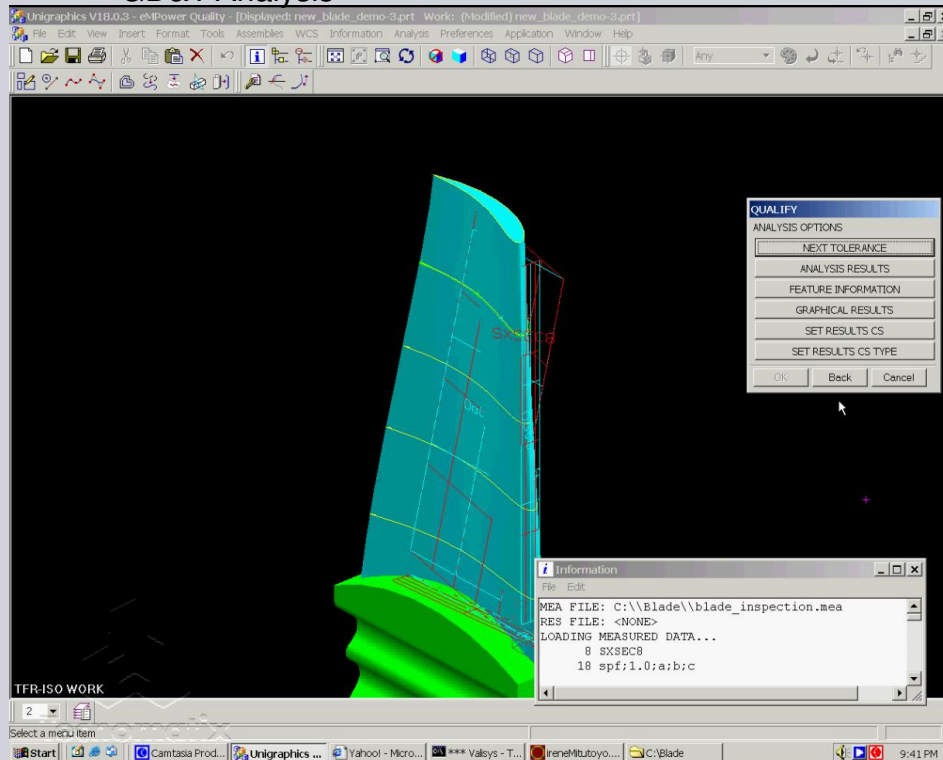 Unigraphics V18.0.3 - eMPower Quality - [Displayed: new_blade_demo-3.prt Work: (Modified) new_blade_demo-3.prt]
File Edit View Insert Format Tools Assemblies WCS Information Analysis Preferences Application Window Help
Any
QUALIFY
ANALYSIS OPTIONS
NEXT TOLERANCE
ANALYSIS RESULTS
FEATURE INFORMATION
GRAPHICAL RESULTS
SET RESULTS CS
SET RESULTS CS TYPE
OK Back Cancel
SXSEC8
Information
File Edit
MEA FILE: C:\\Blade\\blade_inspection.mea
RES FILE: <NONE>
LOADING MEASURED DATA...
8 SXSEC8
18 spf;1.0;a;b;c
TFR-ISO WORK
2
Tecnomatix
Select a menu item
Start Camtasia Prod... Unigraphics ... Yahoo! - Micro... *** Valsys - T... ireneMitutoyo.... C:\Blade 9:41 PM